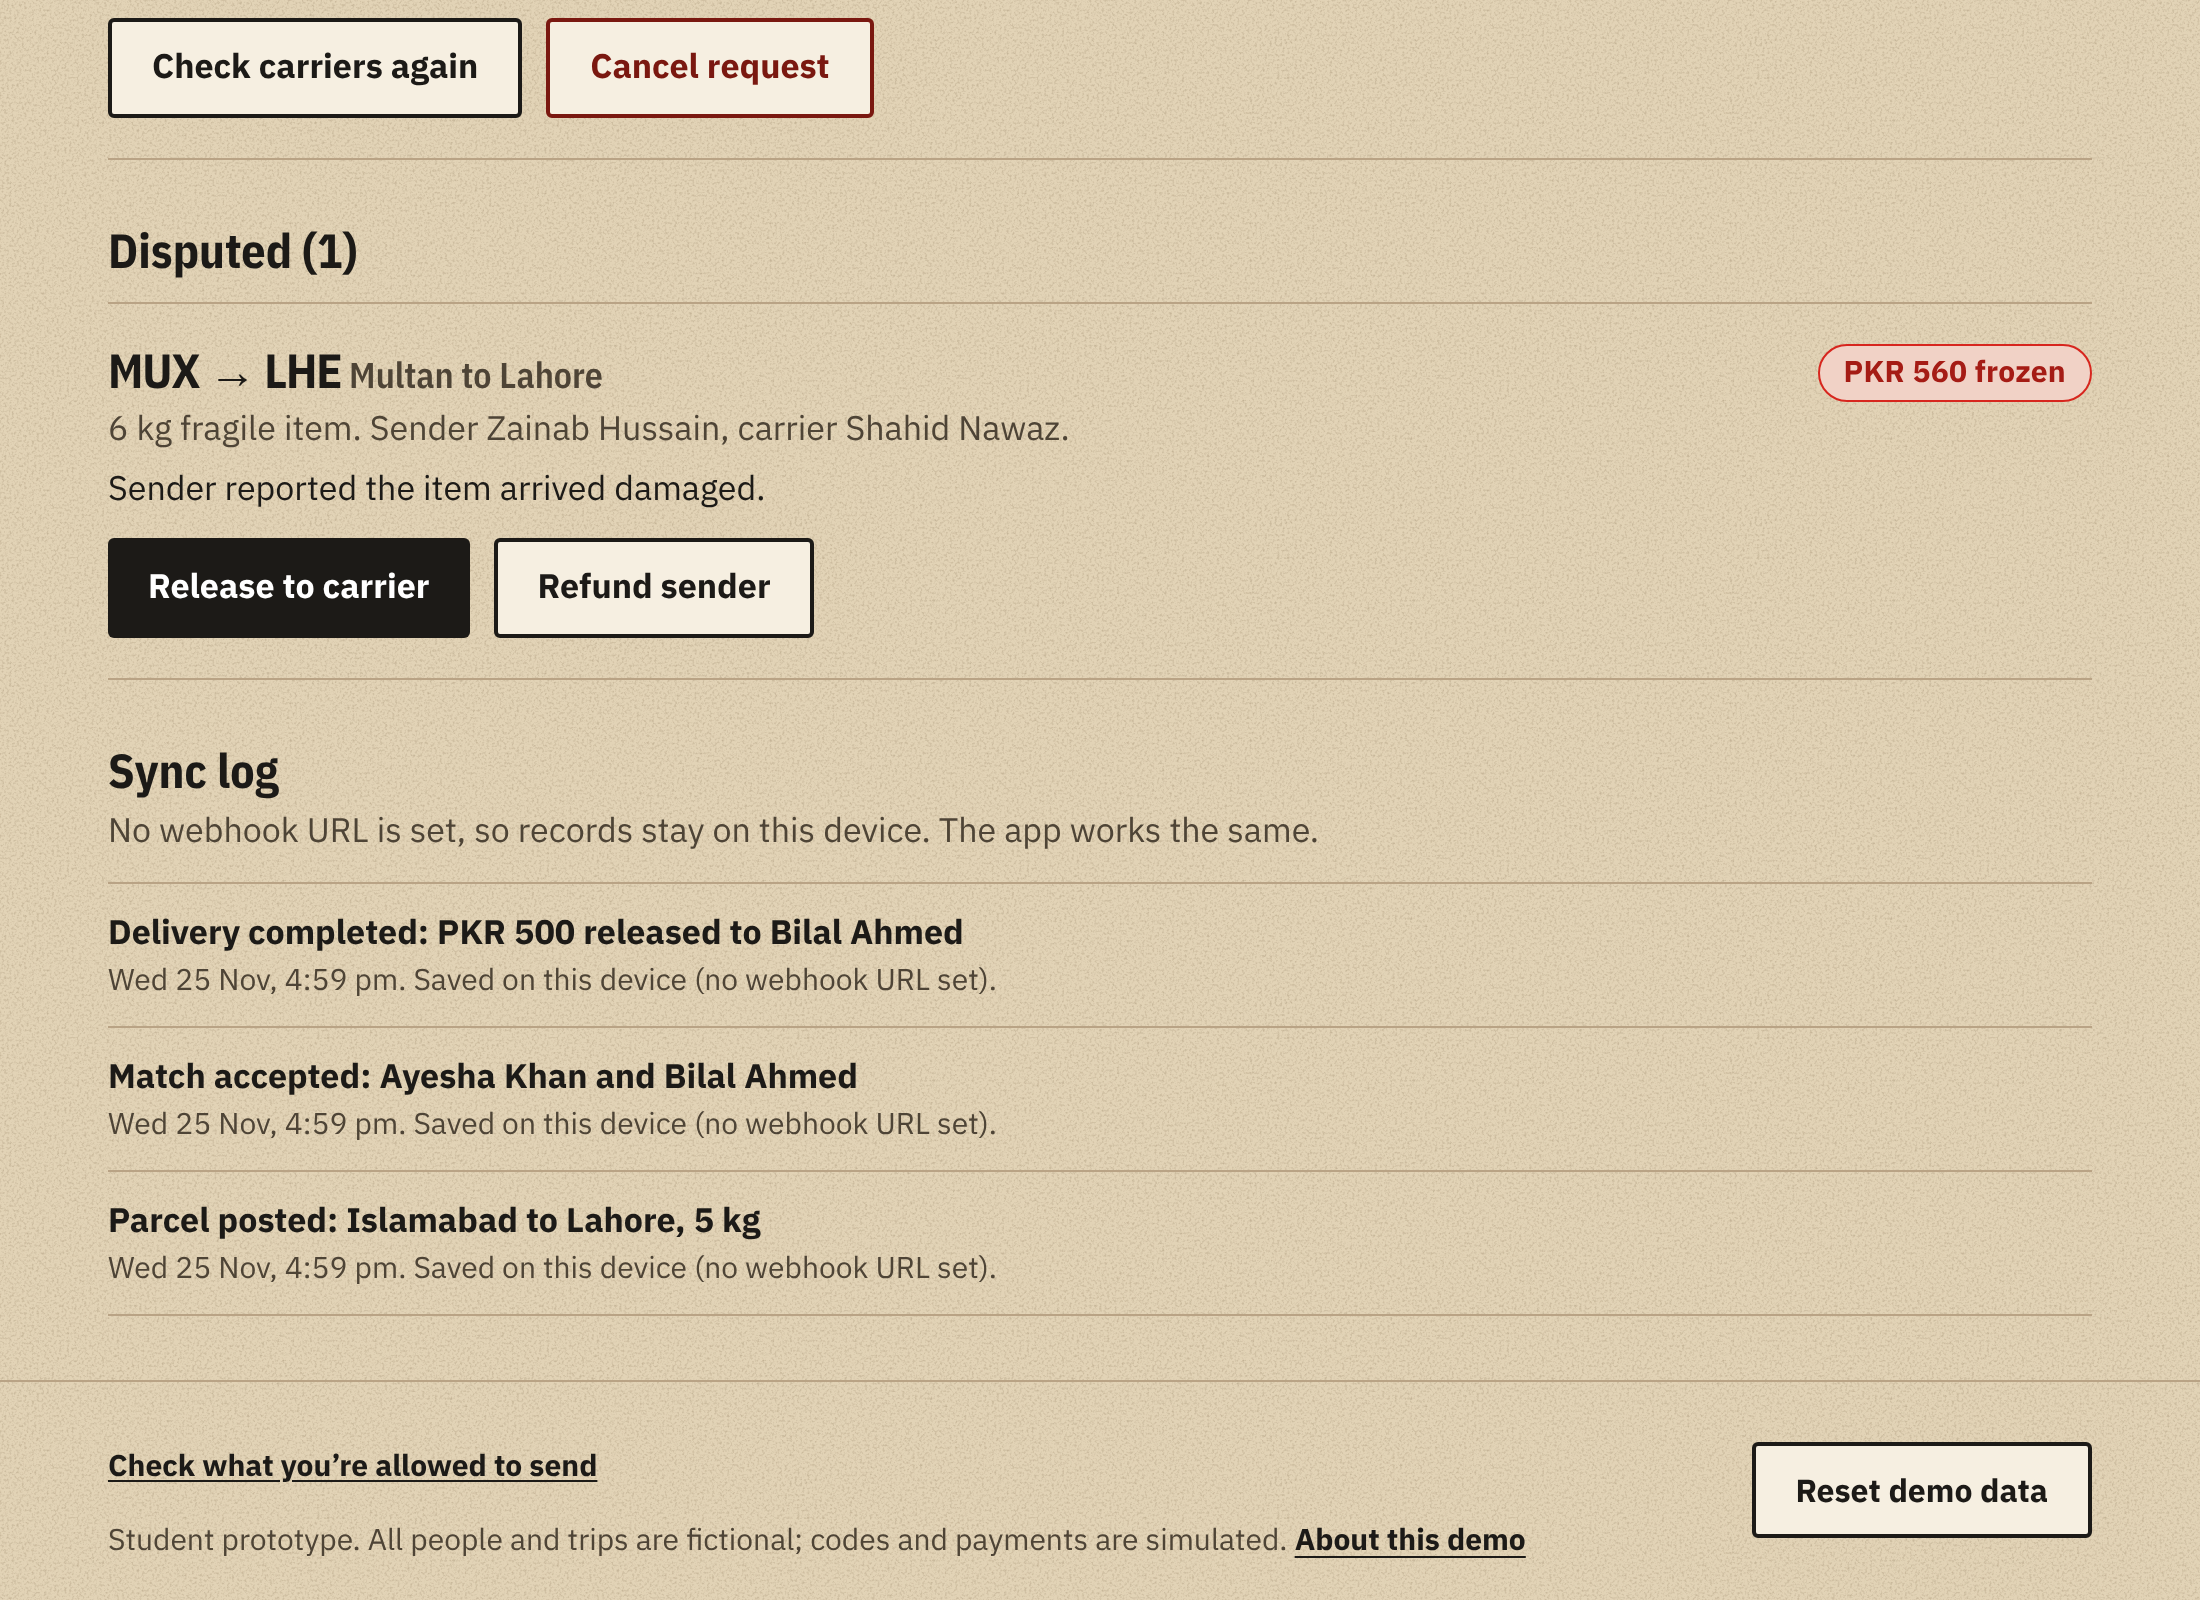 Check carriers again
Cancel request
Disputed (1)
MUX → LHE Multan to Lahore
PKR 560 frozen
6 kg fragile item. Sender Zainab Hussain, carrier Shahid Nawaz.
Sender reported the item arrived damaged.
Release to carrier
Refund sender
Sync log
No webhook URL is set, so records stay on this device. The app works the same.
Delivery completed: PKR 500 released to Bilal Ahmed
Wed 25 Nov, 4:59 pm. Saved on this device (no webhook URL set).
Match accepted: Ayesha Khan and Bilal Ahmed
Wed 25 Nov, 4:59 pm. Saved on this device (no webhook URL set).
Parcel posted: Islamabad to Lahore, 5 kg
Wed 25 Nov, 4:59 pm. Saved on this device (no webhook URL set).
Check what you’re allowed to send
Reset demo data
Student prototype. All people and trips are fictional; codes and payments are simulated. About this demo